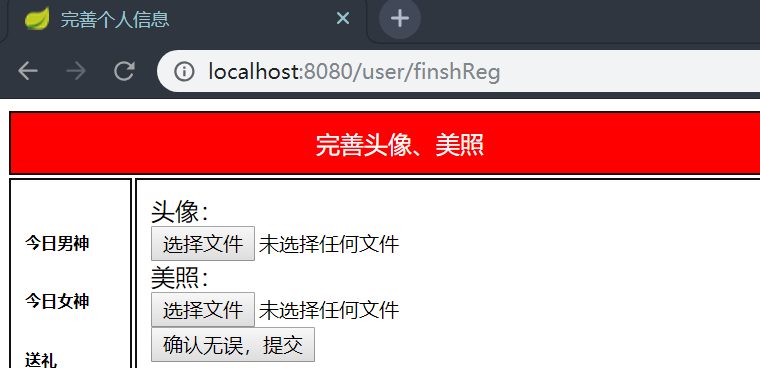 完善个人信息
localhost:8080/user/finshReg
完善头像、美照
今日男神
今日女神
送礼
头像：
选择文件 未选择任何文件
美照：
选择文件 未选择任何文件
确认无误，提交